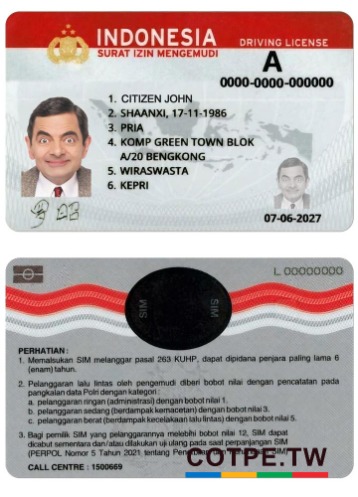 INDONESIA
SURAT IZIN MENGEMUDI
DRIVING LICENSE
A
0000-0000-000000
1. CITIZEN JOHN
2. SHAANXI, 17-11-1986
3. PRIA
4. KOMP GREEN TOWN BLOK
A/20 BENGKONG
5. WIRASWASTA
6. KEPRI
07-06-2027
L 00000000
SIM
SIM
PERHATIAN :
1. Memalsukan SIM melanggar pasal 263 KUHP, dapat dipidana penjara paling lama 6
(enam) tahun.
2. Pelanggaran lalu lintas oleh pengemudi diberi bobot nilai dengan pencatatan pada
pangkalan data Polri dengan kategori :
a. pelanggaran ringan (administrasi) dengan bobot nilai 1.
b. pelanggaran sedang (berdampak kemacetan) dengan bobot nilai 3.
c. pelanggaran berat (berdampak kecelakaan lalu lintas) dengan bobot nilai 5.
3. Bagi pemilik SIM yang pelanggarannya melebihi bobot nilai 12, SIM dapat
dicabut sementara dan/atau dilakukan uji ulang pada saat perpanjangan SIM
(PERPOL Nomor 5 Tahun 2021 tentang Penerbitan dan
CALL CENTRE : 1500669
COTPE.TW